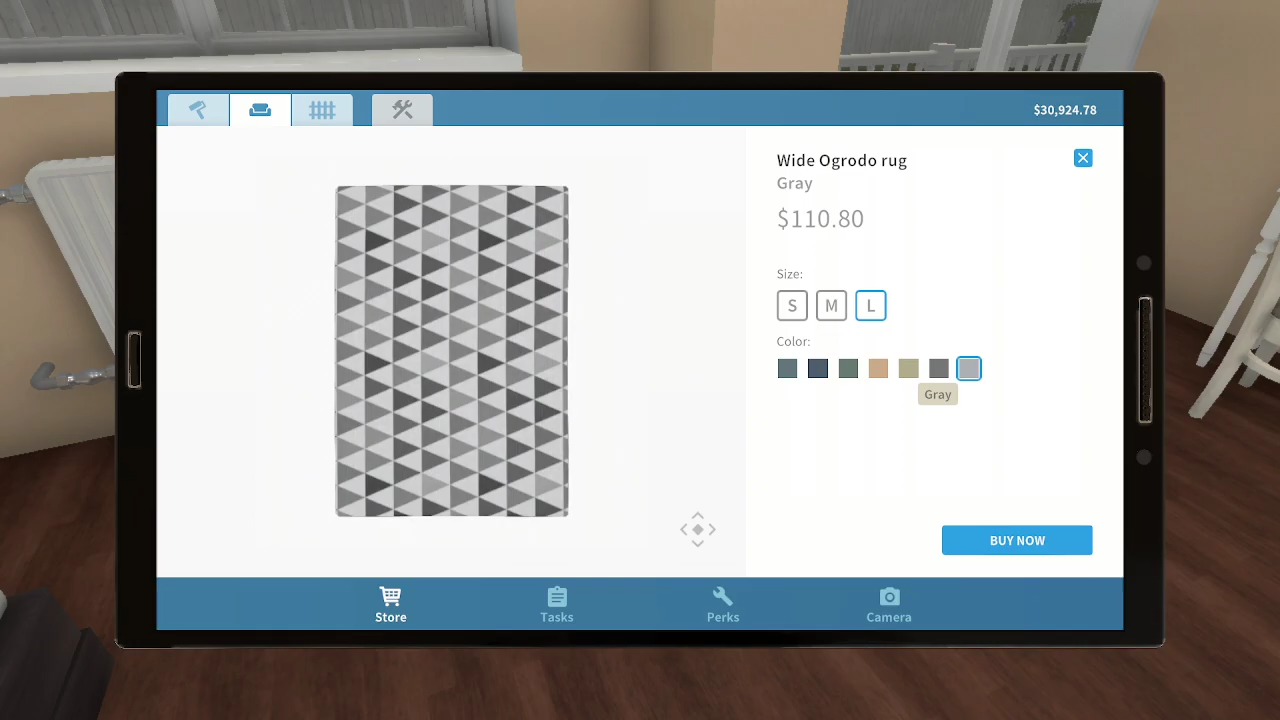 $30,924.78
Wide Ogrodo rug
Gray
$110.80
Size:
S M L
Color:
Gray
BUY NOW
Store Tasks Perks Camera